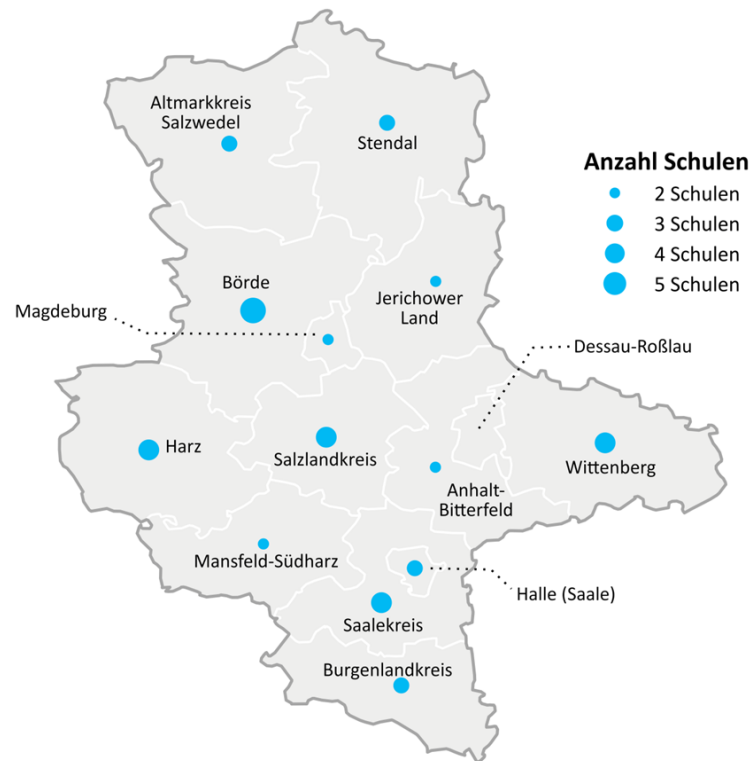 Altmarkkreis
Salzwedel
Stendal
Anzahl Schulen
2 Schulen
3 Schulen
4 Schulen
5 Schulen
Börde
Jerichower
Land
Magdeburg
Dessau-Roßlau
Harz
Salzlandkreis
Wittenberg
Anhalt-
Bitterfeld
Mansfeld-Südharz
Halle (Saale)
Saalekreis
Burgenlandkreis